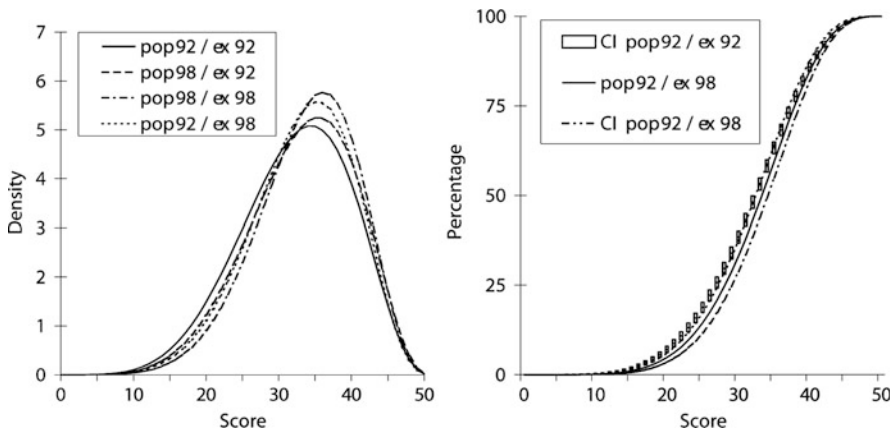 7
6
5
4
3
2
1
0
Density
pop92 / ex 92
pop98 / ex 92
pop98 / ex 98
pop92 / ex 98
0 10 20 30 40 50
Score
100
75
50
25
0
Percentage
CI pop92 / ex 92
pop92 / ex 98
CI pop92 / ex 98
0 10 20 30 40 50
Score